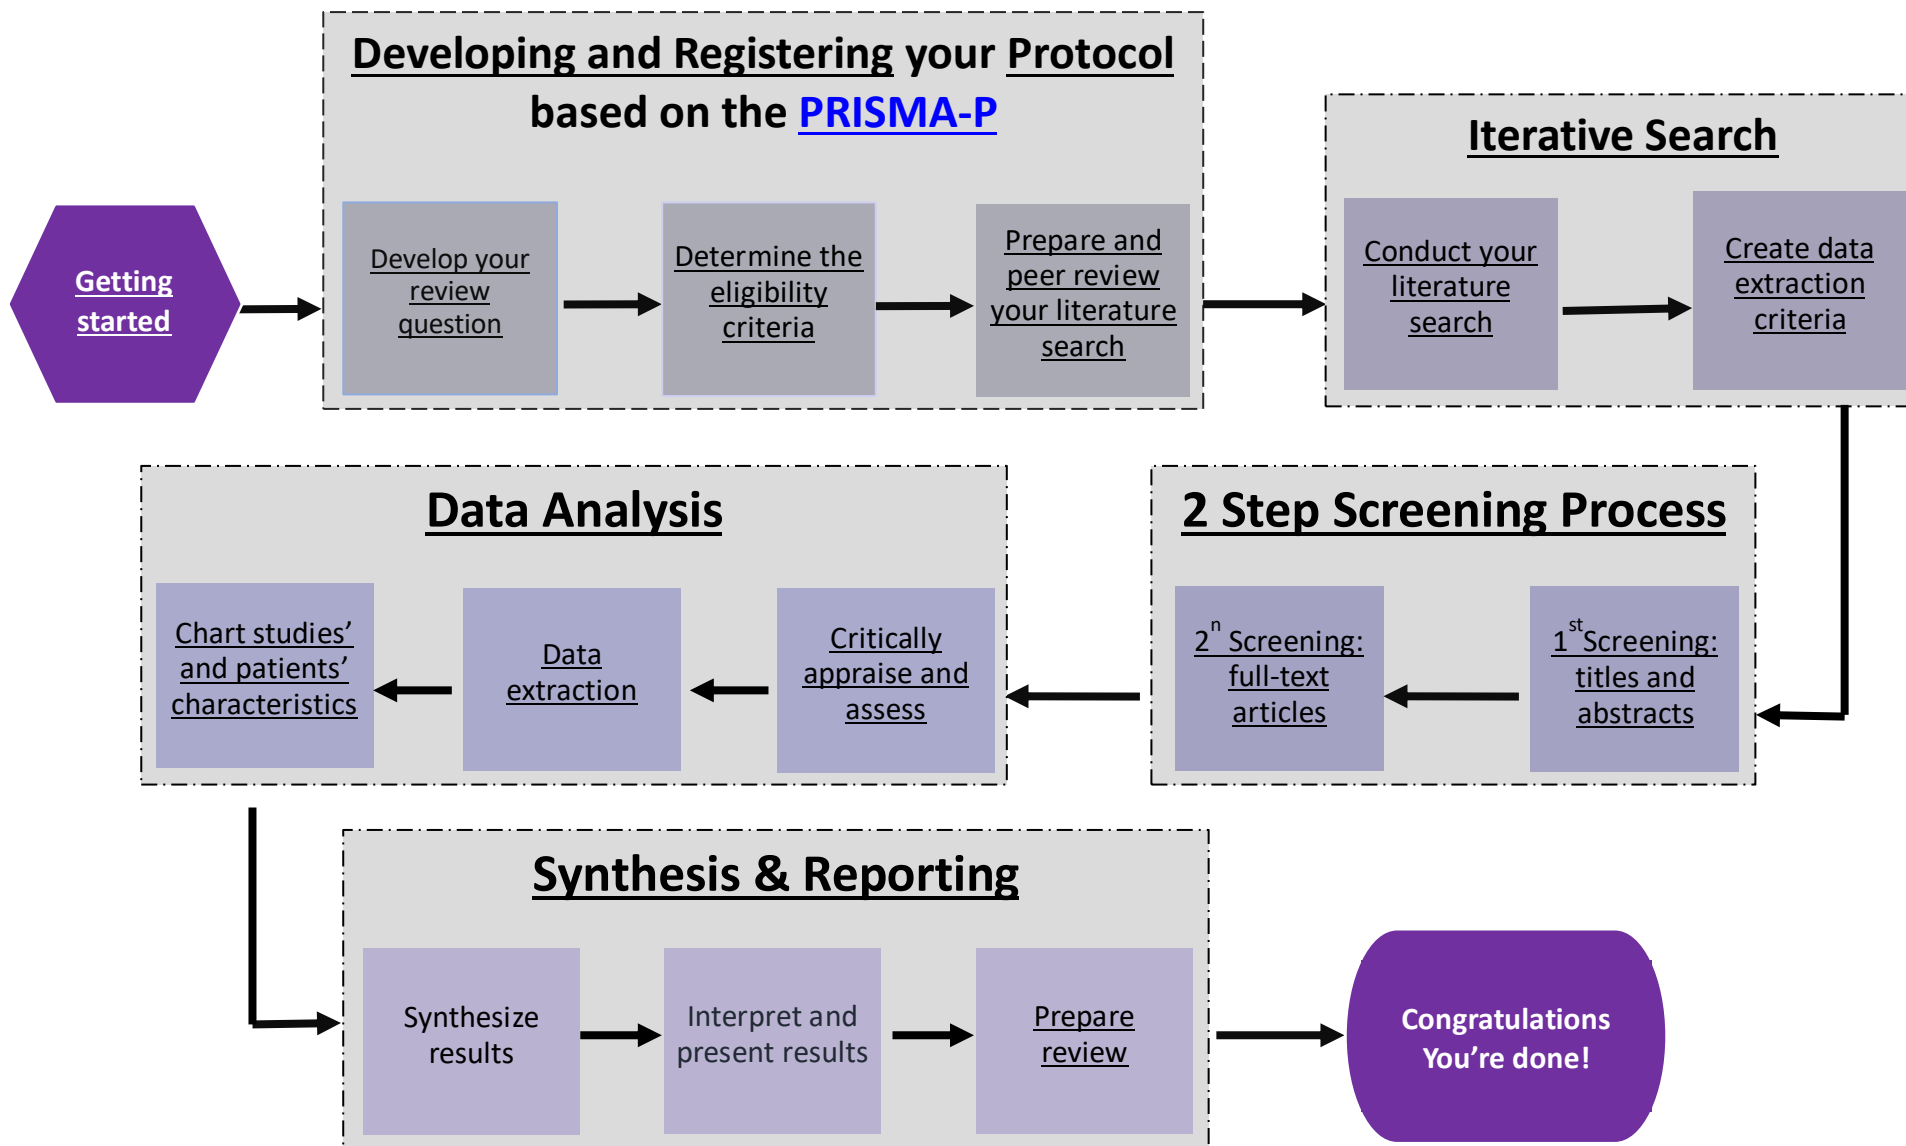 Developing and Registering your Protocol
based on the PRISMA-P
Getting
started
Develop your
review
question
Determine the
eligibility
criteria
Prepare and
peer review
your literature
search
Iterative Search
Conduct your
literature
search
Create data
extraction
criteria
2 Step Screening Process
1st Screening:
titles and
abstracts
2n Screening:
full-text
articles
Data Analysis
Critically
appraise and
assess
Data
extraction
Chart studies’
and patients’
characteristics
Synthesis & Reporting
Synthesize
results
Interpret and
present results
Prepare
review
Congratulations
You’re done!